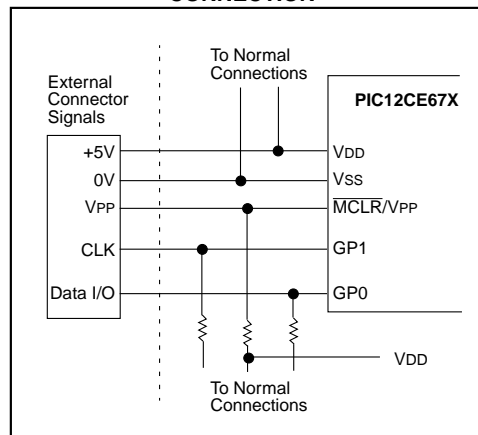 CONNECTION
To Normal
Connections
External
Connector
Signals
PIC12CE67X
+5V
VDD
0V
VSS
VPP
MCLR/VPP
CLK
GP1
Data I/O
GP0
VDD
To Normal
Connections